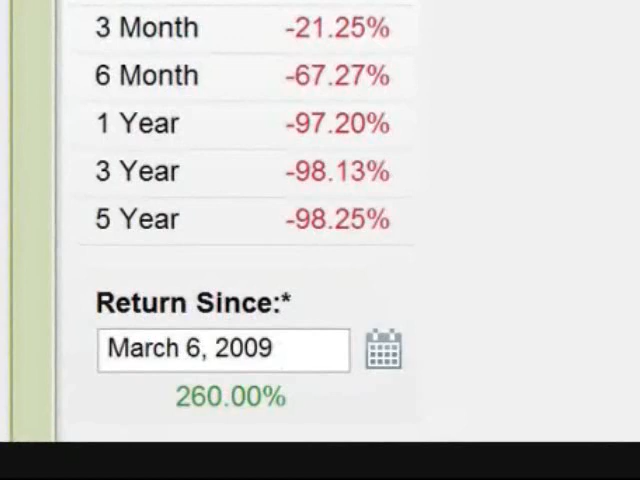 3 Month -21.25%
6 Month -67.27%
1 Year -97.20%
3 Year -98.13%
5 Year -98.25%
Return Since:*
March 6, 2009
260.00%